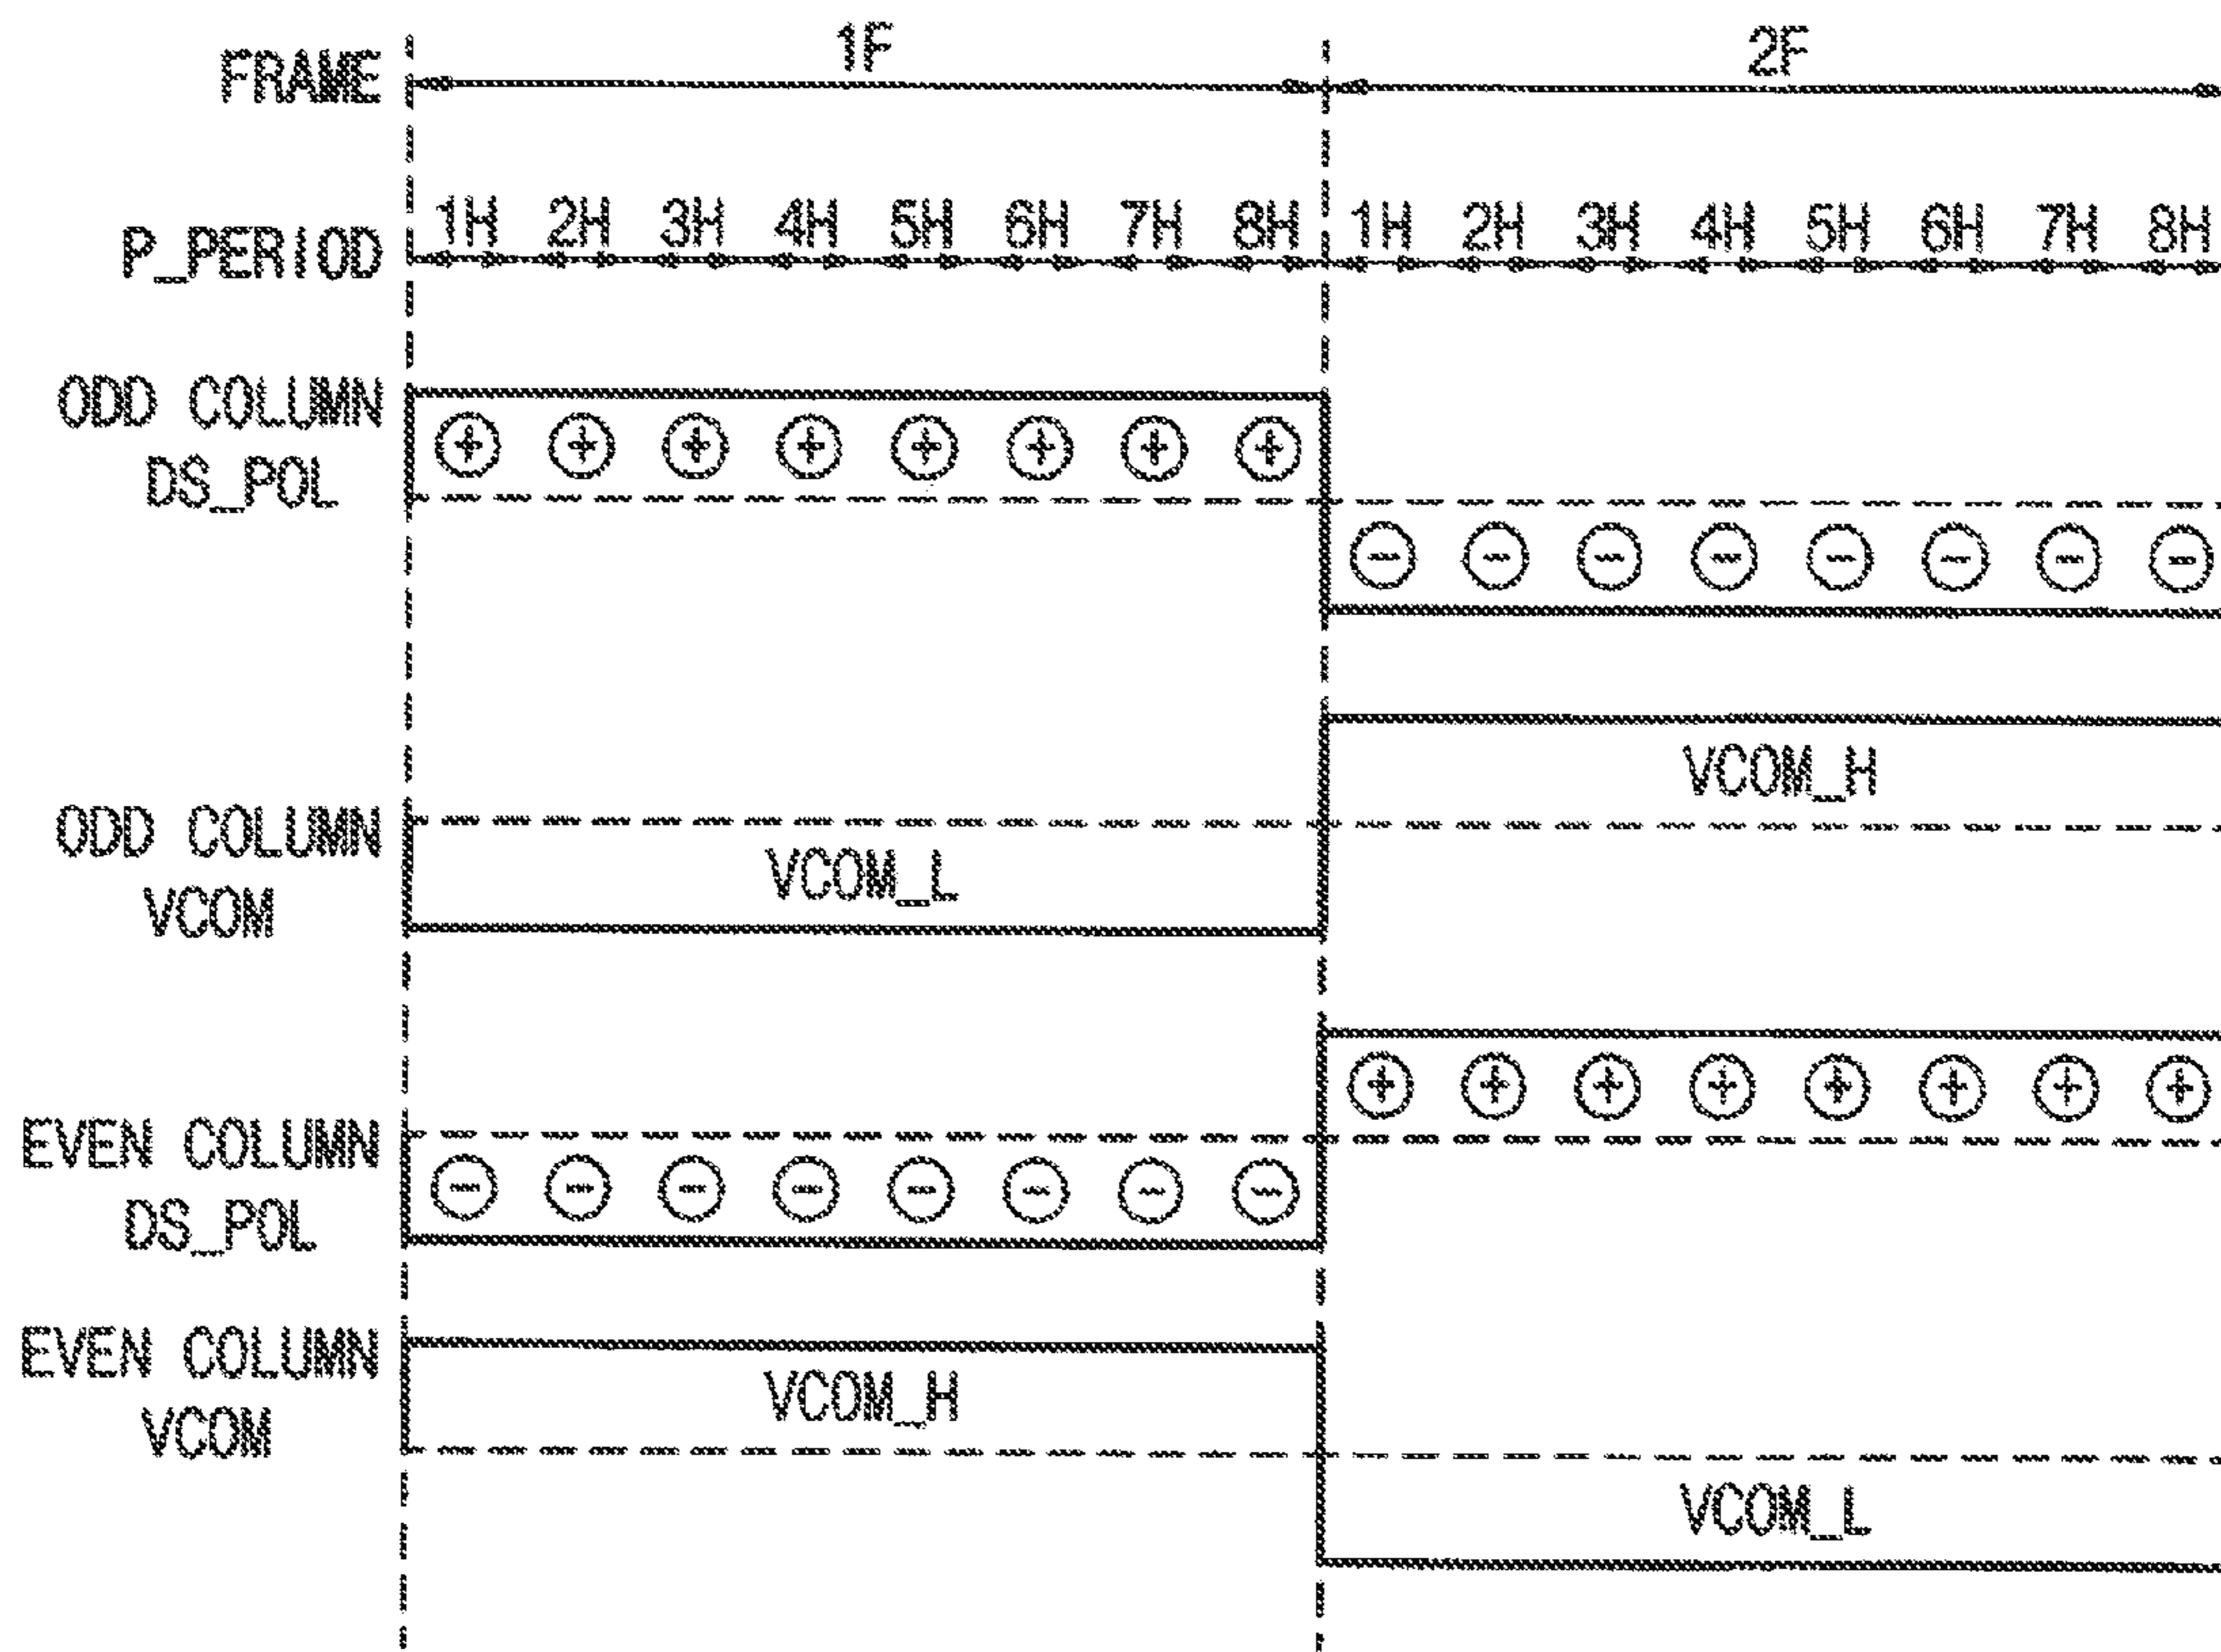 FRAME 1F 2F
P_PERIOD 1H 2H 3H 4H 5H 6H 7H 8H 1H 2H 3H 4H 5H 6H 7H 8H
ODD COLUMN
DS_POL
+ + + + + + + +
- - - - - - - -
ODD COLUMN
VCOM
VCOM_L
VCOM_H
EVEN COLUMN
DS_POL
- - - - - - - -
+ + + + + + + +
EVEN COLUMN
VCOM
VCOM_H
VCOM_L